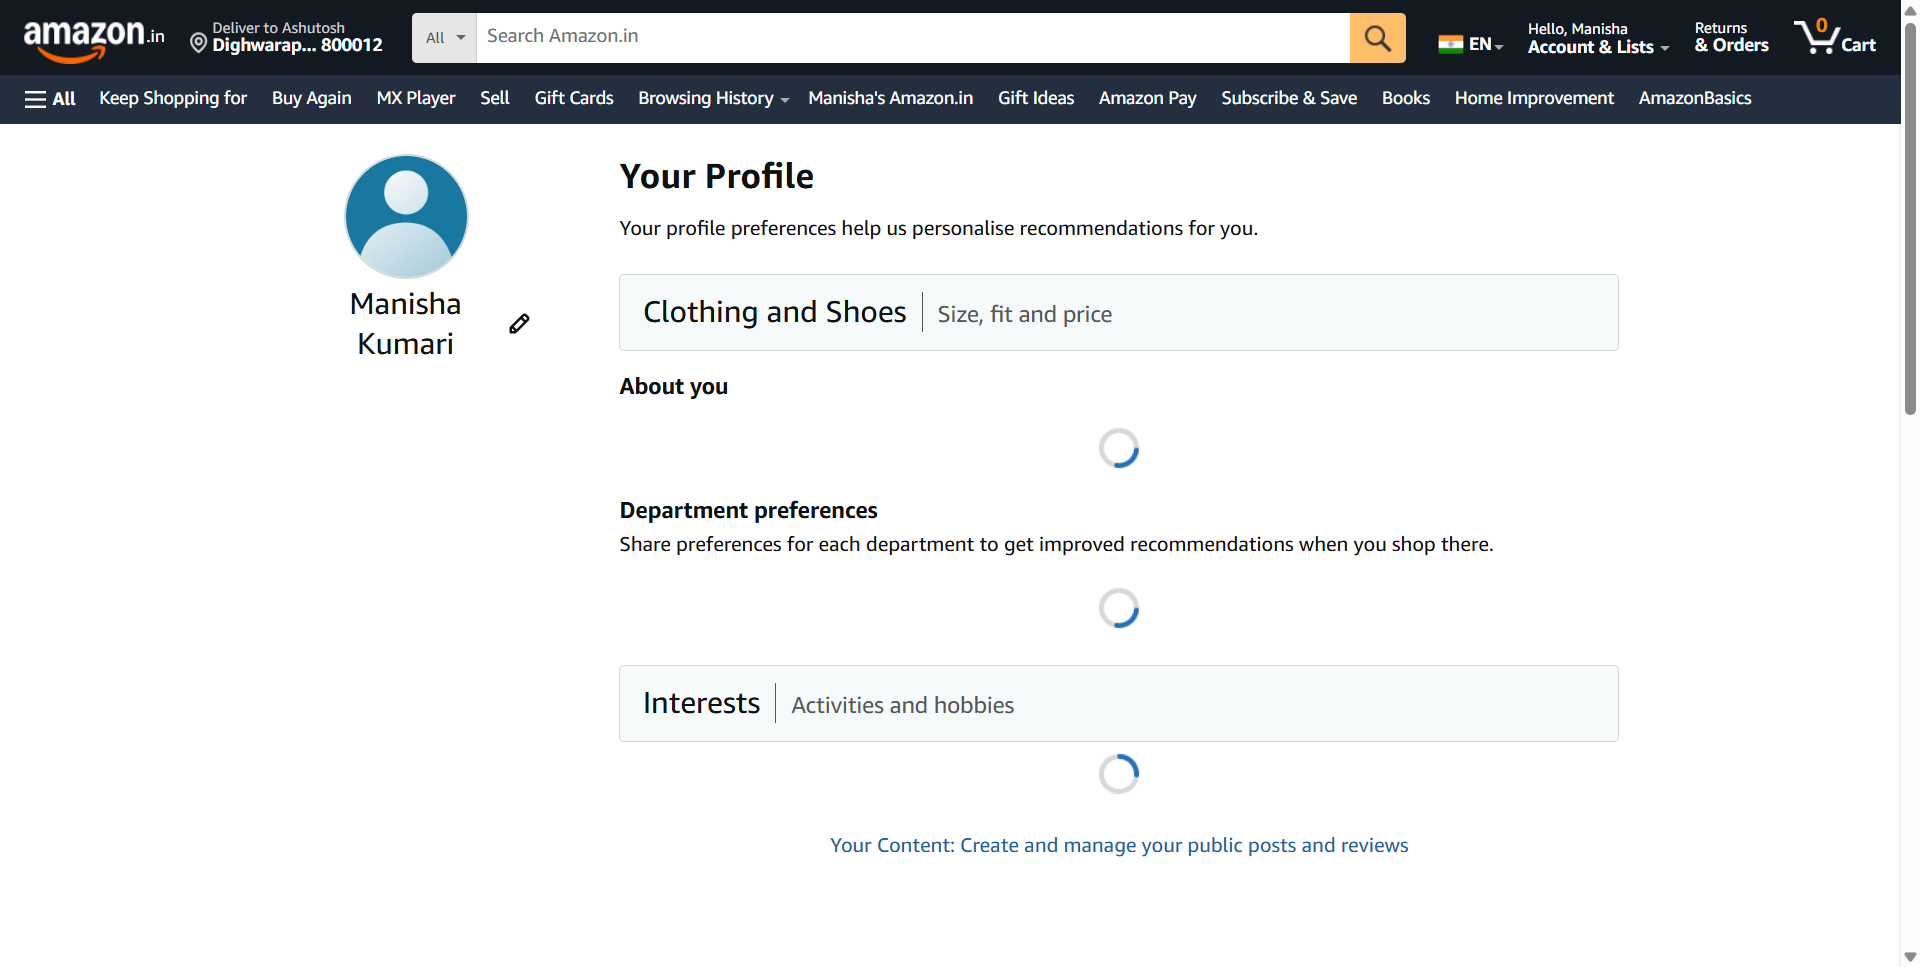 amazon.in
Deliver to Ashutosh
Dighwarap... 800012
All
Search Amazon.in
EN
Hello, Manisha
Account & Lists
Returns
& Orders
0
Cart
All
Keep Shopping for
Buy Again
MX Player
Sell
Gift Cards
Browsing History
Manisha's Amazon.in
Gift Ideas
Amazon Pay
Subscribe & Save
Books
Home Improvement
AmazonBasics
Manisha
Kumari
Your Profile
Your profile preferences help us personalise recommendations for you.
Clothing and Shoes | Size, fit and price
About you
Department preferences
Share preferences for each department to get improved recommendations when you shop there.
Interests | Activities and hobbies
Your Content: Create and manage your public posts and reviews